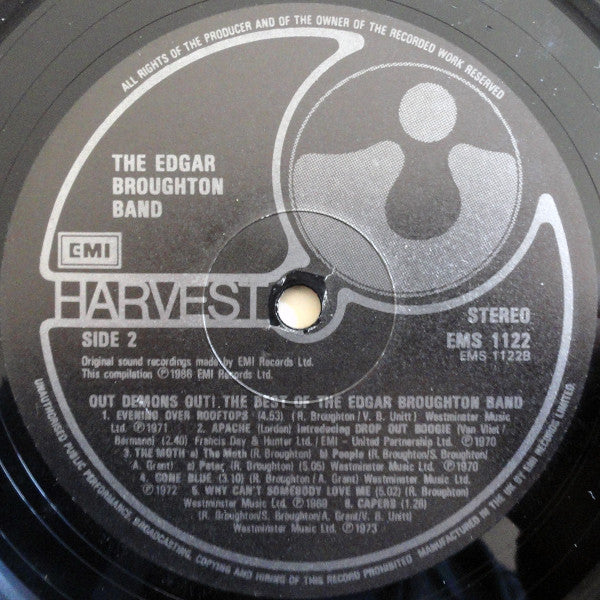 ALL RIGHTS OF THE PRODUCER AND OF THE OWNER OF THE RECORDED WORK RESERVED
THE EDGAR
BROUGHTON
BAND
EMI
HARVEST
STEREO
SIDE 2
EMS 1122
EMS 1122B
Original sound recordings made by EMI Records Ltd.
This compilation ℗1986 EMI Records Ltd.
OUT DEMONS OUT!, THE BEST OF THE EDGAR BROUGHTON BAND
1. EVENING OVER ROOFTOPS (4.53) (R. Broughton/V. B. Unitt) Westminster Music
Ltd ℗1971 2. APACHE (Lordan) introducing DROP OUT BOOGIE (Van Vliet/
Bermann) (2.40) Francis Day & Hunter Ltd./EMI - United Partnership Ltd. ℗1970
3. THE MOTH a) The Moth (R. Broughton) b) People (R. Broughton/S. Broughton/
A. Grant) c) Peter (R. Broughton) (5.05) Westminster Music Ltd. ℗1970
4. GONE BLUE (3.10) (R. Broughton/A. Grant) Westminster Music Ltd.
℗1972 5. WHY CAN'T SOMEBODY LOVE ME (5.02) (R. Broughton)
Westminster Music Ltd ℗1969 6. CAPERS (1.28)
(R. Broughton/S. Broughton/A. Grant/V. B. Unitt)
Westminster Music Ltd. ℗1973
UNAUTHORISED PUBLIC PERFORMANCE, BROADCASTING, COPYING AND HIRING OF THIS RECORD PROHIBITED. MANUFACTURED IN THE UK BY EMI RECORDS LIMITED.